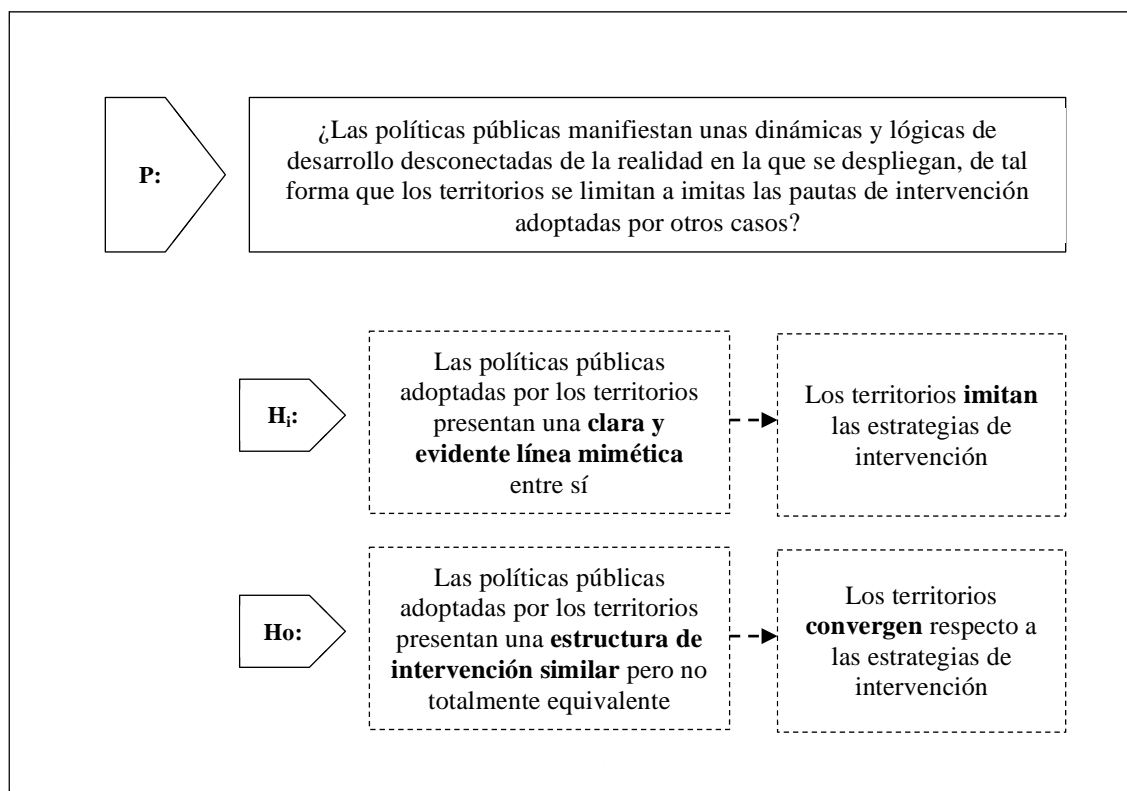 P:
¿Las políticas públicas manifiestan unas dinámicas y lógicas de
desarrollo desconectadas de la realidad en la que se despliegan, de tal
forma que los territorios se limitan a imitas las pautas de intervención
adoptadas por otros casos?
Hi:
Las políticas públicas
adoptadas por los territorios
presentan una clara y
evidente línea mimética
entre sí
Los territorios imitan
las estrategias de
intervención
Ho:
Las políticas públicas
adoptadas por los territorios
presentan una estructura de
intervención similar pero no
totalmente equivalente
Los territorios
convergen respecto a
las estrategias de
intervención